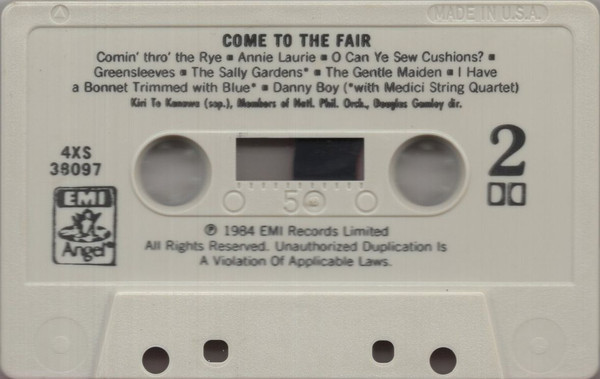 MADE IN U.S.A.
COME TO THE FAIR
Comin' thro' the Rye ▪ Annie Laurie ▪ O Can Ye Sew Cushions? ▪
Greensleeves ▪ The Sally Gardens* ▪ The Gentle Maiden ▪ I Have
a Bonnet Trimmed with Blue* ▪ Danny Boy (*with Medici String Quartet)
Kiri Te Kanawa (sop.), Members of Natl. Phil. Orch., Douglas Gamley dir.
4XS
38097
2
EMI
Angel
50
℗ 1984 EMI Records Limited
All Rights Reserved. Unauthorized Duplication Is
A Violation Of Applicable Laws.